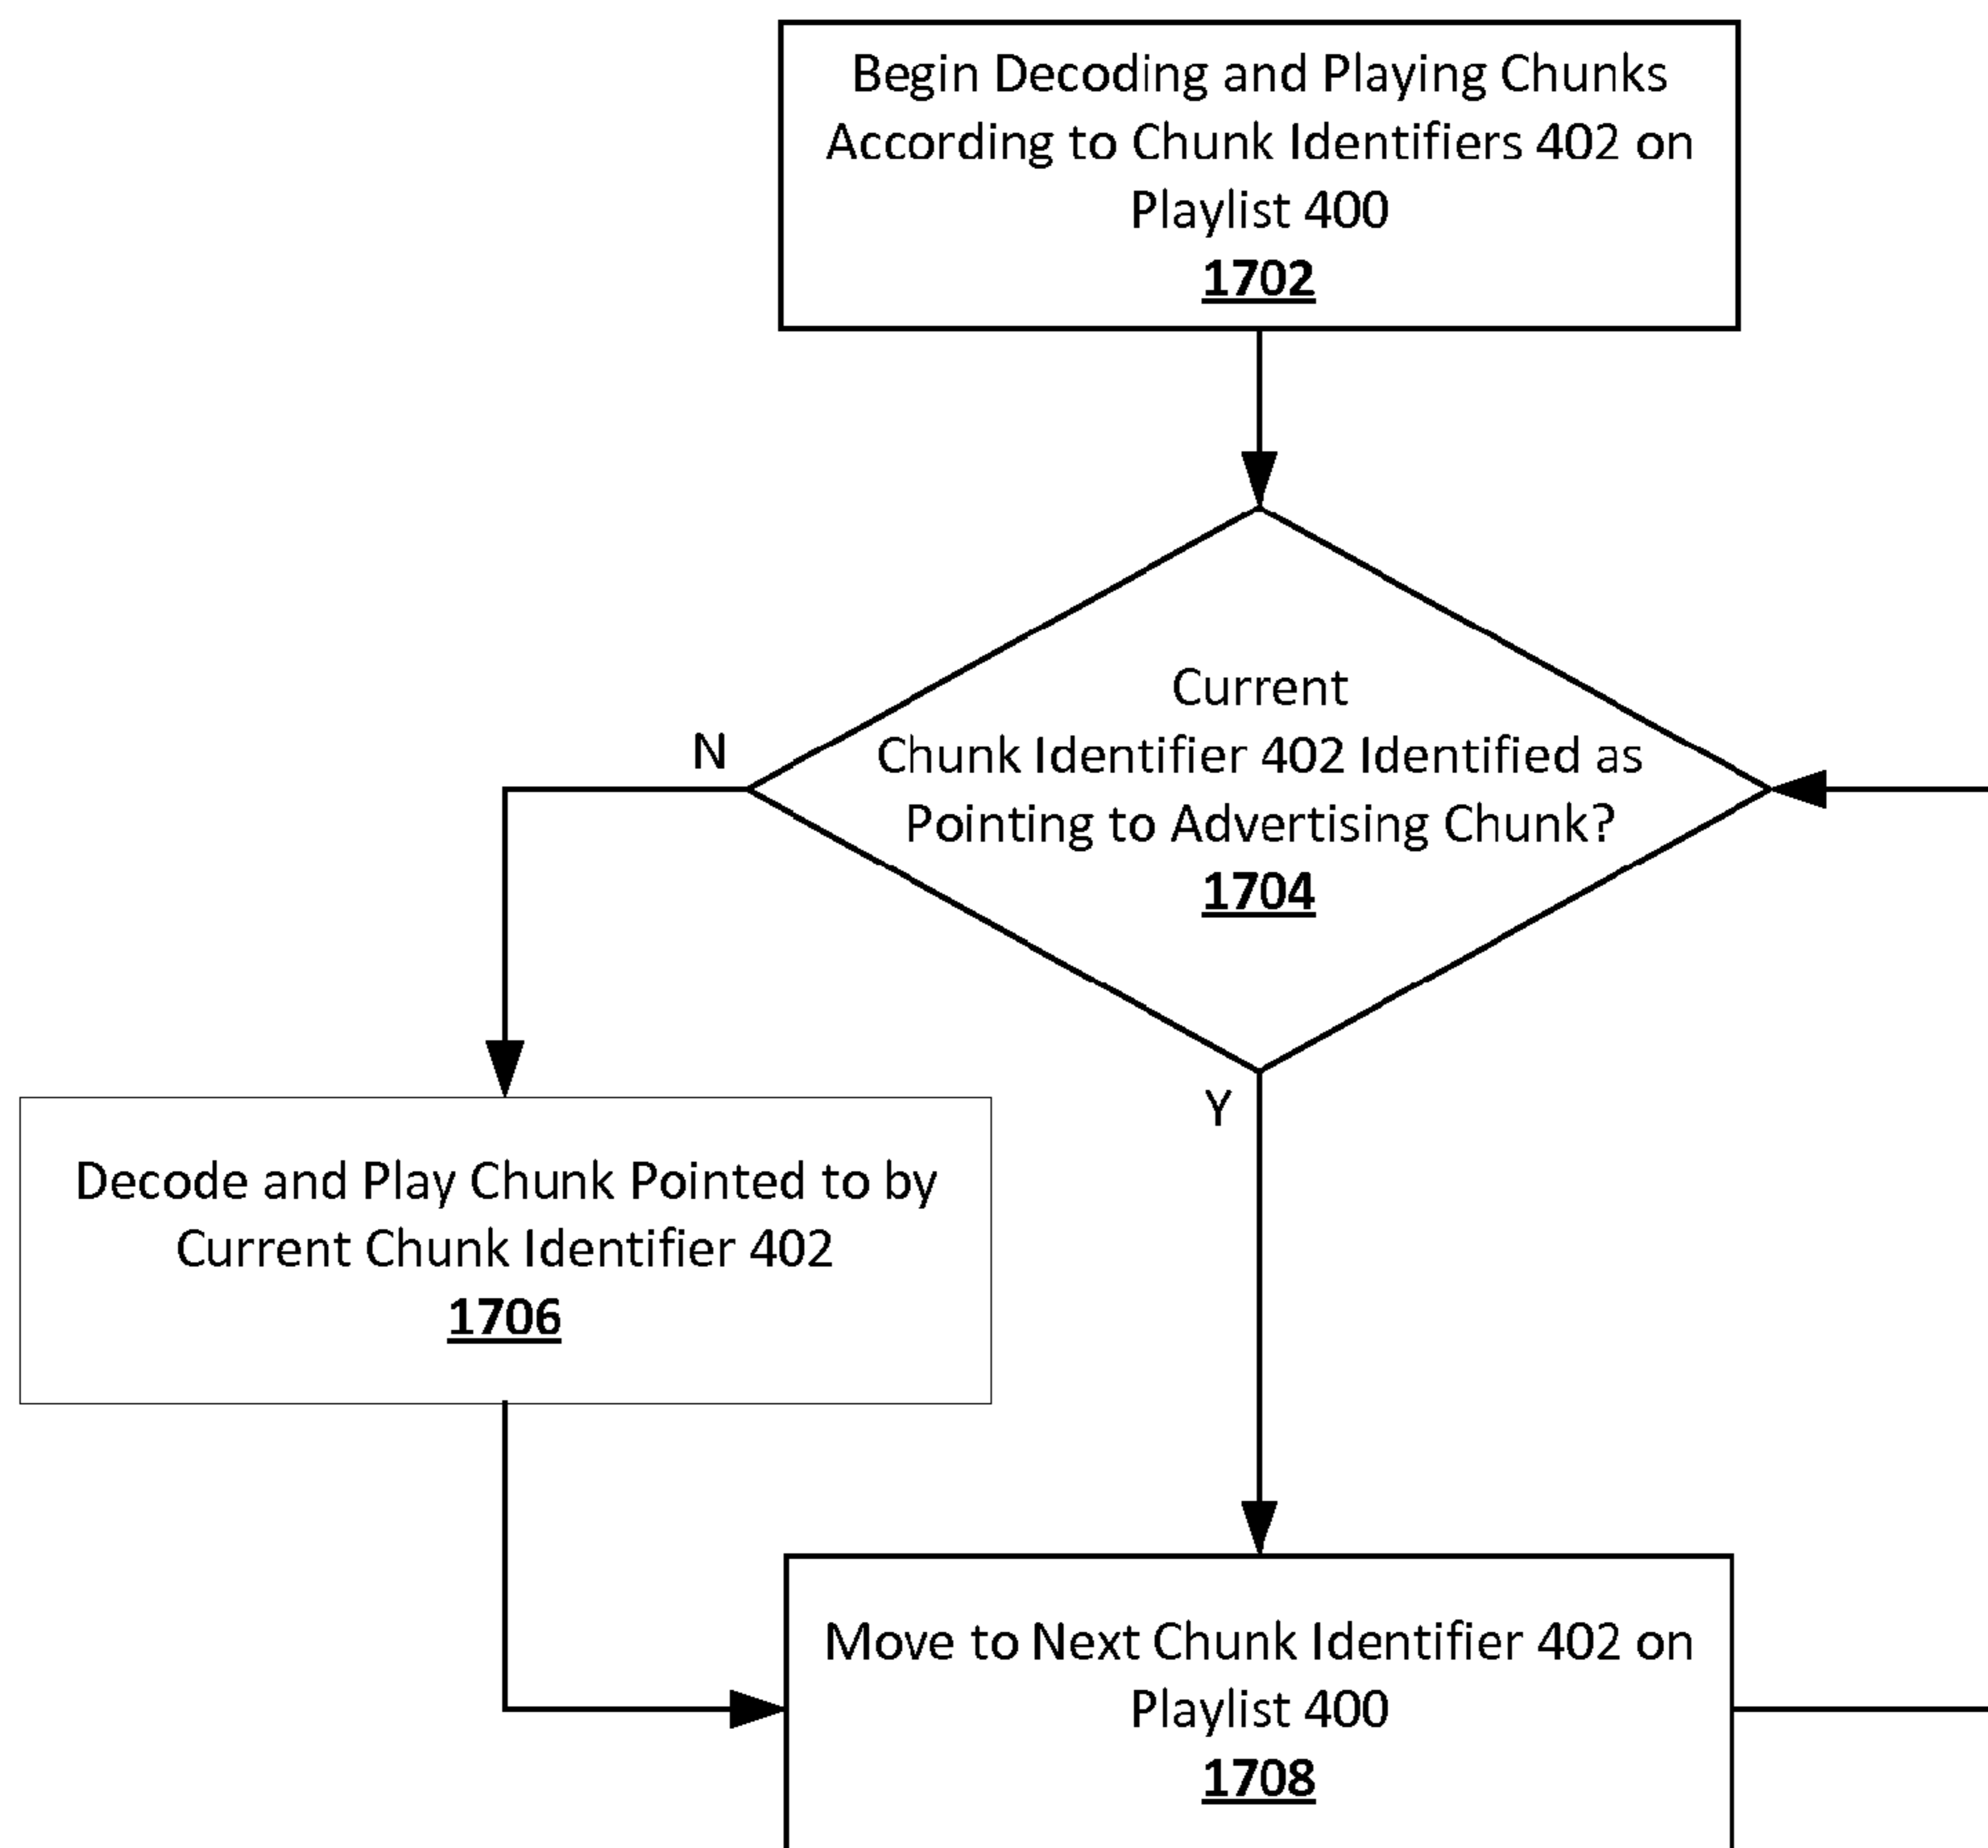 Begin Decoding and Playing Chunks
According to Chunk Identifiers 402 on
Playlist 400
1702
Current
Chunk Identifier 402 Identified as
Pointing to Advertising Chunk?
1704
N
Y
Decode and Play Chunk Pointed to by
Current Chunk Identifier 402
1706
Move to Next Chunk Identifier 402 on
Playlist 400
1708